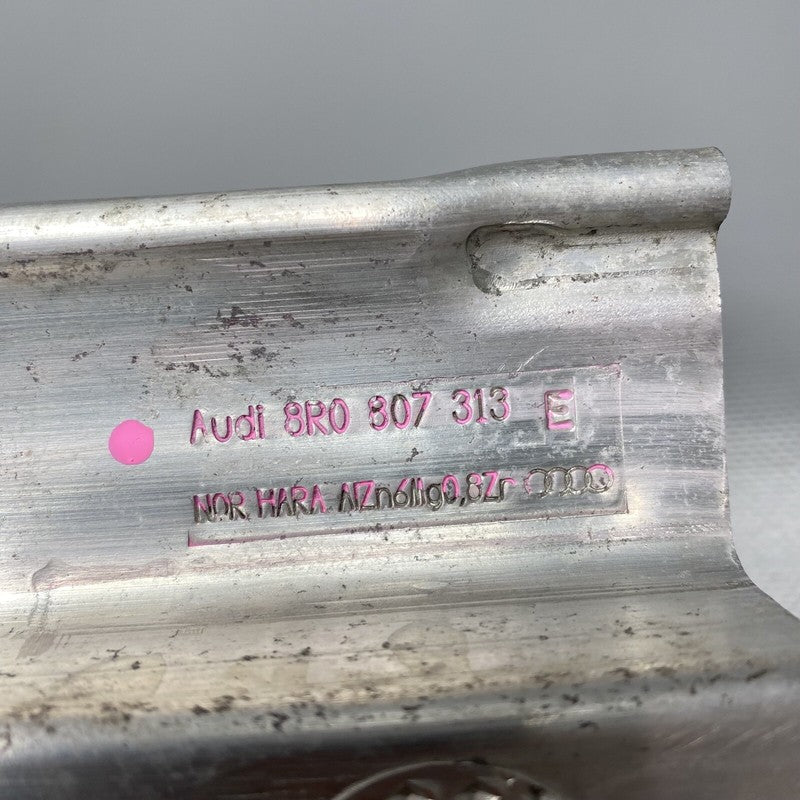 Audi 8R0 807 313 E
NOR HARA AlZn6Mg0,8Zr